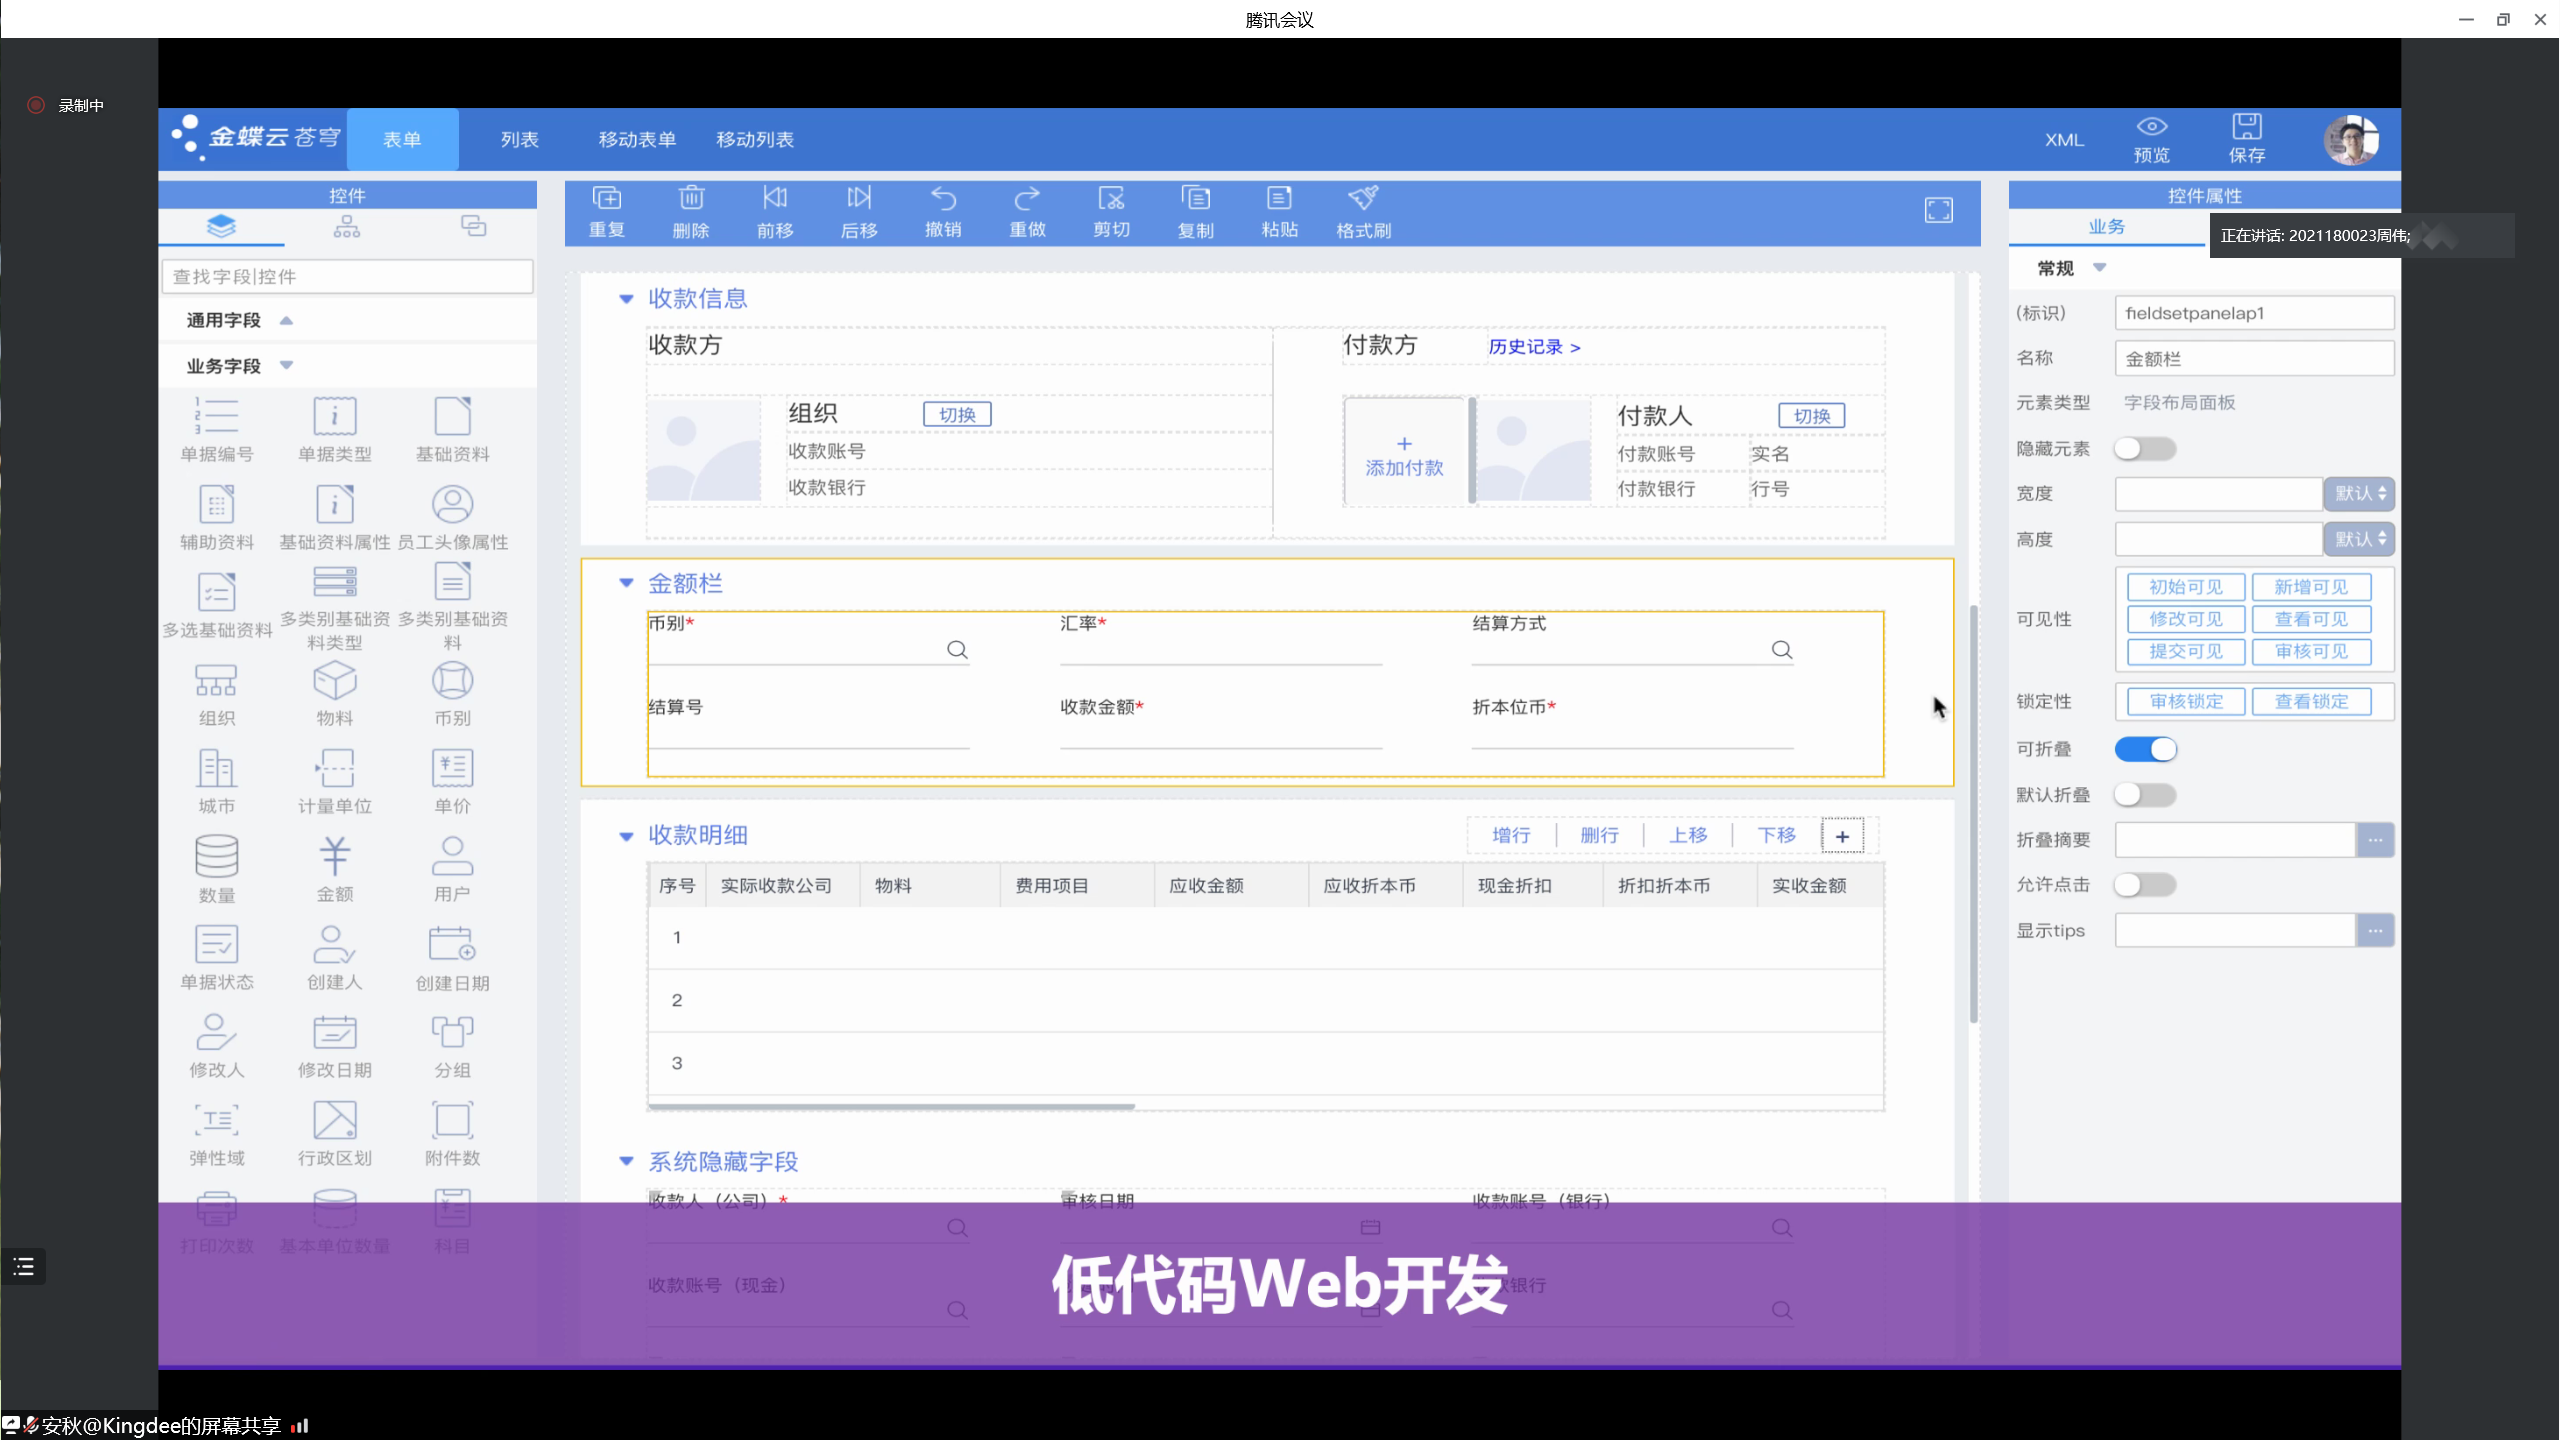 腾讯会议
录制中
金蝶云 苍穹
表单
列表
移动表单
移动列表
XML
预览
保存
控件
查找字段|控件
通用字段
业务字段
单据编号
单据类型
基础资料
辅助资料
基础资料属性
员工头像属性
多选基础资料
多类别基础资料类型
多类别基础资料
组织
物料
币别
城市
计量单位
单价
数量
金额
用户
单据状态
创建人
创建日期
修改人
修改日期
分组
弹性域
行政区划
附件数
打印次数
基本单位数量
科目
重复
删除
前移
后移
撤销
重做
剪切
复制
粘贴
格式刷
收款信息
收款方
付款方
历史记录 >
组织
切换
收款账号
收款银行
+
添加付款
付款人
切换
付款账号
实名
付款银行
行号
金额栏
币别*
汇率*
结算方式
结算号
收款金额*
折本位币*
收款明细
增行
删行
上移
下移
+
序号
实际收款公司
物料
费用项目
应收金额
应收折本币
现金折扣
折扣折本币
实收金额
1
2
3
系统隐藏字段
收款人（公司）*
审核日期
收款账号（银行）
收款账号（现金）
银行
低代码Web开发
控件属性
业务
正在讲话: 2021180023周伟;
常规
(标识)
fieldsetpanelap1
名称
金额栏
元素类型
字段布局面板
隐藏元素
宽度
默认
高度
默认
可见性
初始可见
新增可见
修改可见
查看可见
提交可见
审核可见
锁定性
审核锁定
查看锁定
可折叠
默认折叠
折叠摘要
...
允许点击
显示tips
...
安秋@Kingdee的屏幕共享